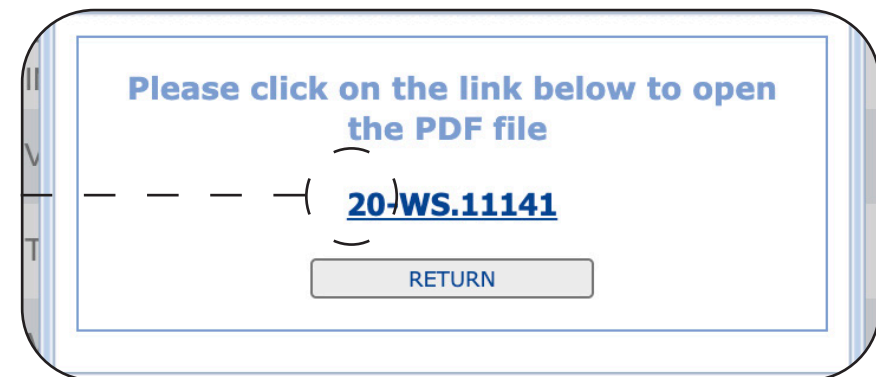 Please click on the link below to open
the PDF file
20-WS.11141
RETURN